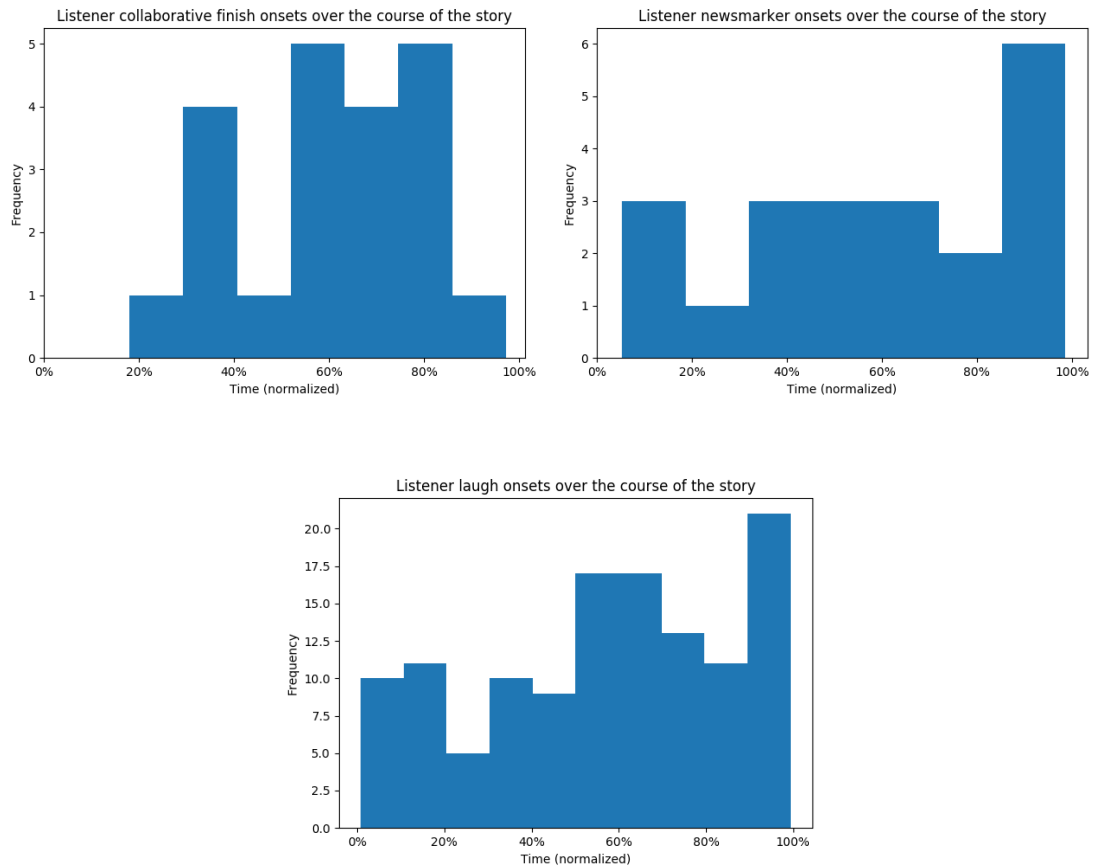 Listener collaborative finish onsets over the course of the story
5
4
3
2
1
0
Frequency
0% 20% 40% 60% 80% 100%
Time (normalized)
Listener newsmarker onsets over the course of the story
6
5
4
3
2
1
0
Frequency
0% 20% 40% 60% 80% 100%
Time (normalized)
Listener laugh onsets over the course of the story
20.0
17.5
15.0
12.5
10.0
7.5
5.0
2.5
0.0
Frequency
0% 20% 40% 60% 80% 100%
Time (normalized)